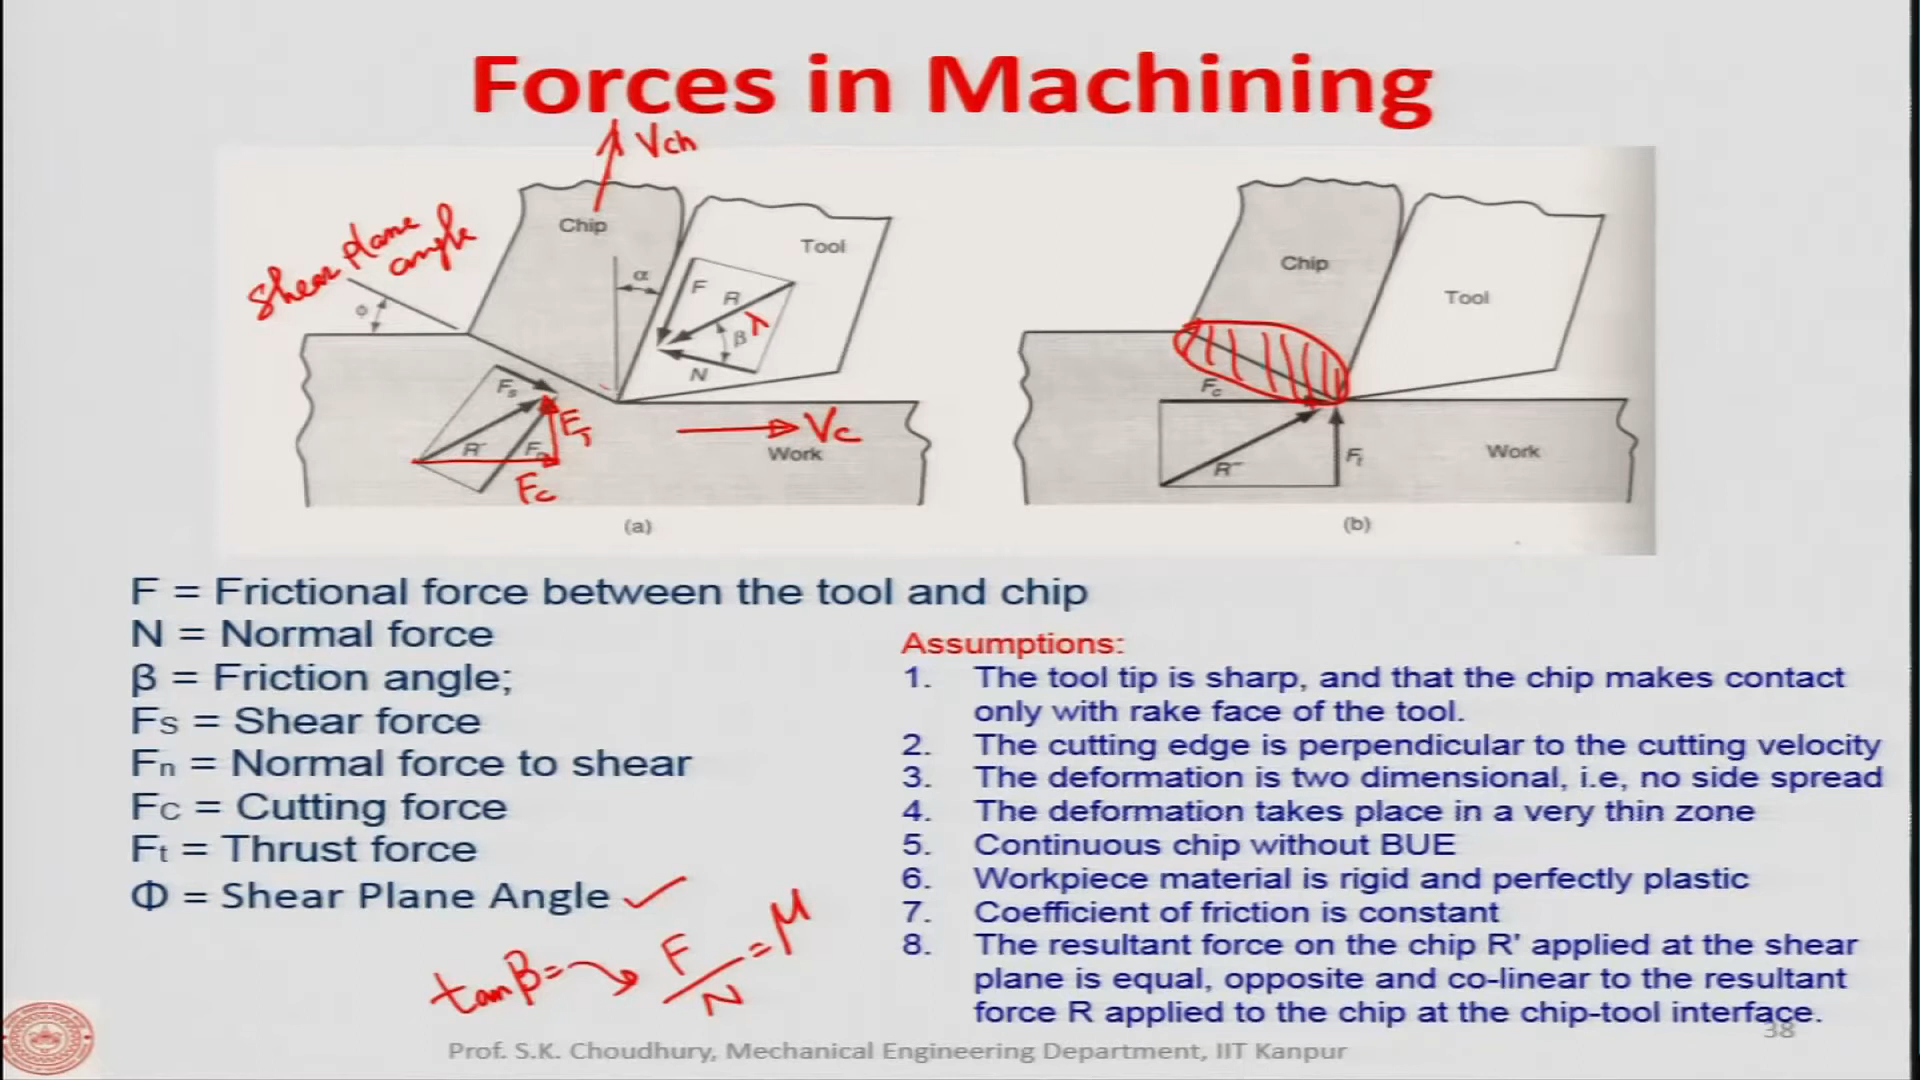 Forces in Machining
Vch
Shear plane
angle
Chip
Tool
α
F
R
λ
β
N
Φ
Fs
R'
Fn
FT
Fc
Vc
Work
(a)
Chip
Tool
Fc
R"
Ft
Work
(b)
F = Frictional force between the tool and chip
N = Normal force
β = Friction angle;
Fs = Shear force
Fn = Normal force to shear
Fc = Cutting force
Ft = Thrust force
Φ = Shear Plane Angle
tanβ= F/N =μ
Assumptions:
1. The tool tip is sharp, and that the chip makes contact
only with rake face of the tool.
2. The cutting edge is perpendicular to the cutting velocity
3. The deformation is two dimensional, i.e, no side spread
4. The deformation takes place in a very thin zone
5. Continuous chip without BUE
6. Workpiece material is rigid and perfectly plastic
7. Coefficient of friction is constant
8. The resultant force on the chip R' applied at the shear
plane is equal, opposite and co-linear to the resultant
force R applied to the chip at the chip-tool interface.
38
Prof. S.K. Choudhury, Mechanical Engineering Department, IIT Kanpur